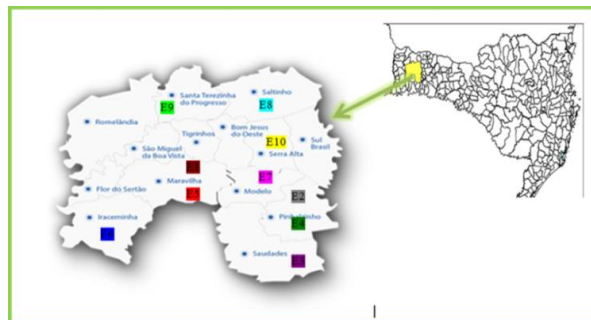 Santa Terezinha
do Progresso
Saltinho
E9
E8
Romelândia
Bom Jesus
do Oeste
Tigrinhos
E10
Sul
Brasil
São Miguel
da Boa Vista
Serra Alta
Maravilha
E7
Flor do Sertão
Modelo
E2
Iraceminha
Pinhalzinho
Saudades